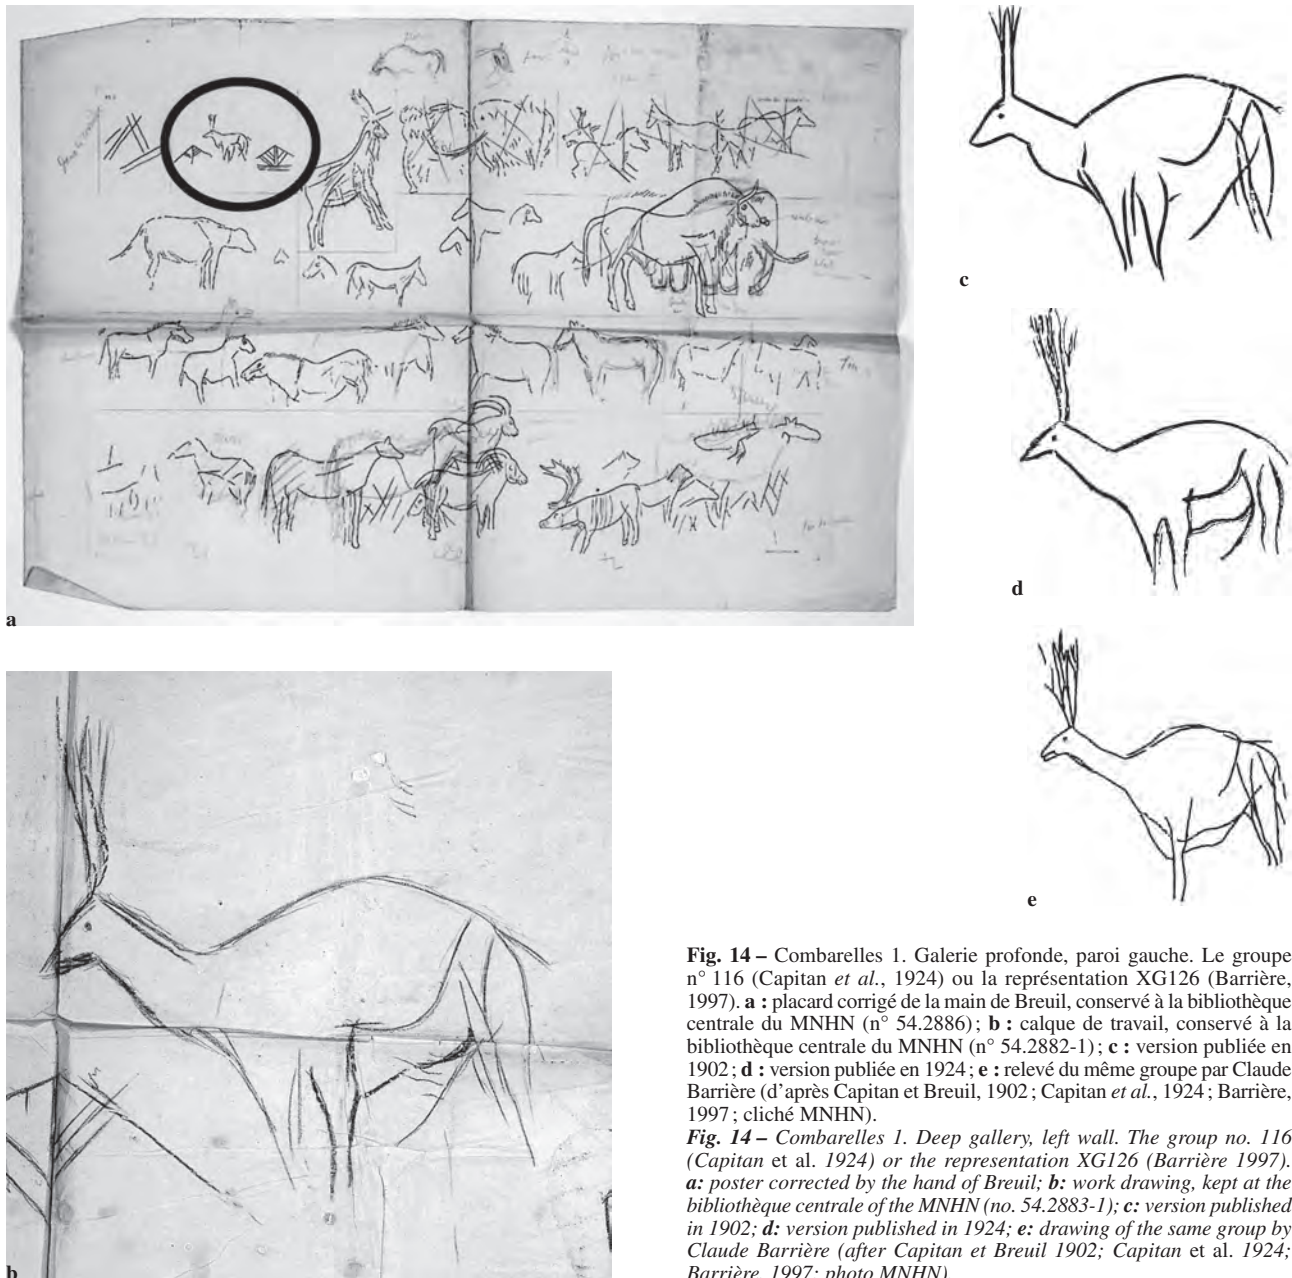 a
c
d
e
b
Fig. 14 – Combarelles 1. Galerie profonde, paroi gauche. Le groupe
n° 116 (Capitan et al., 1924) ou la représentation XG126 (Barrière,
1997). a : placard corrigé de la main de Breuil, conservé à la bibliothèque
centrale du MNHN (n° 54.2886) ; b : calque de travail, conservé à la
bibliothèque centrale du MNHN (n° 54.2882-1) ; c : version publiée en
1902 ; d : version publiée en 1924 ; e : relevé du même groupe par Claude
Barrière (d'après Capitan et Breuil, 1902 ; Capitan et al., 1924 ; Barrière,
1997 ; cliché MNHN).
Fig. 14 – Combarelles 1. Deep gallery, left wall. The group no. 116
(Capitan et al. 1924) or the representation XG126 (Barrière 1997).
a: poster corrected by the hand of Breuil; b: work drawing, kept at the
bibliothèque centrale of the MNHN (no. 54.2883-1); c: version published
in 1902; d: version published in 1924; e: drawing of the same group by
Claude Barrière (after Capitan et Breuil 1902; Capitan et al. 1924;
Barrière, 1997; photo MNHN)